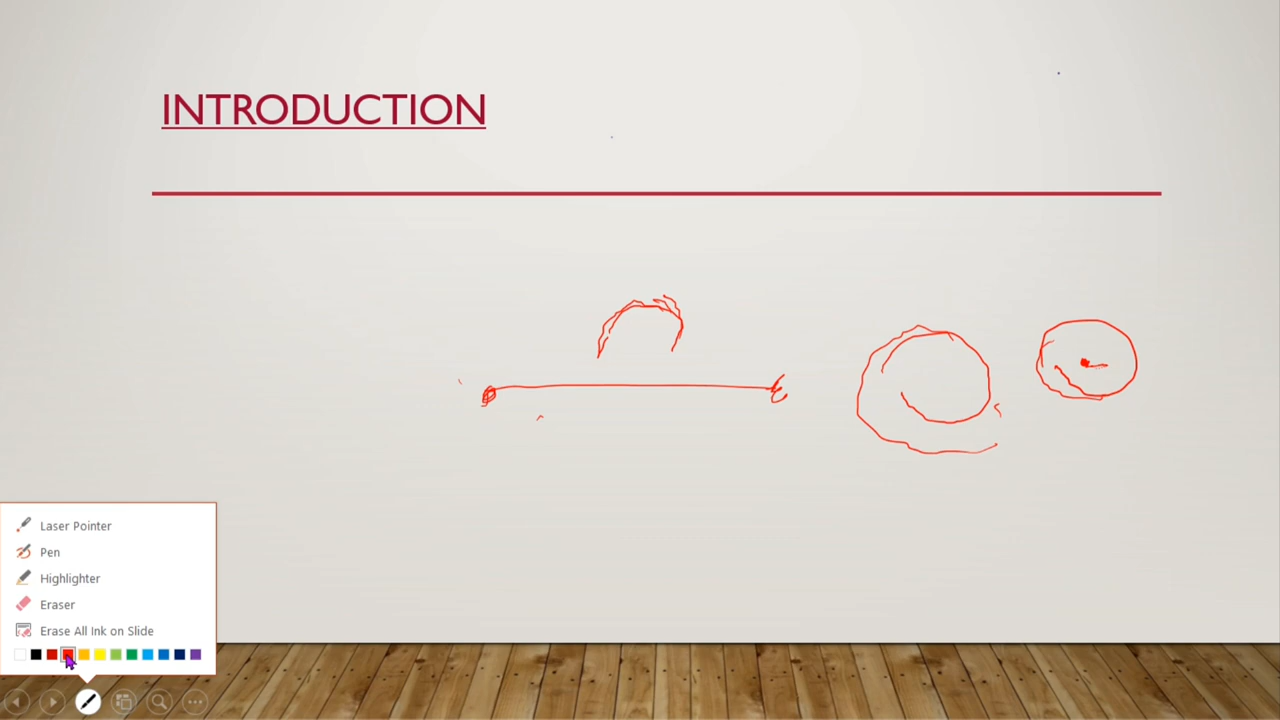 INTRODUCTION
Laser Pointer
Pen
Highlighter
Eraser
Erase All Ink on Slide